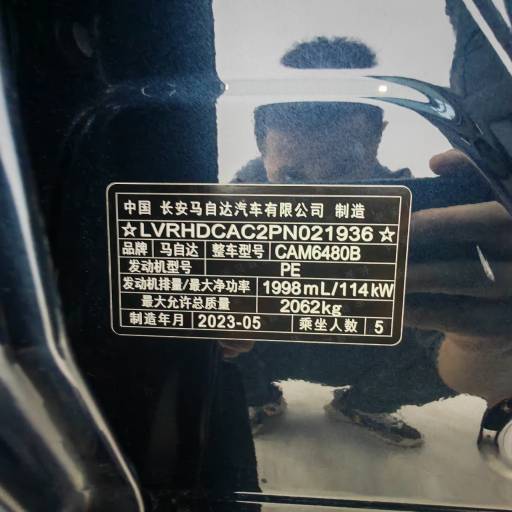 中国 长安马自达汽车有限公司 制造
☆LVRHDCAC2PN021936☆
品牌 马自达 整车型号 CAM6480B
发动机型号 PE
发动机排量/最大净功率 1998mL/114kW
最大允许总质量 2062kg
制造年月 2023-05 乘坐人数 5